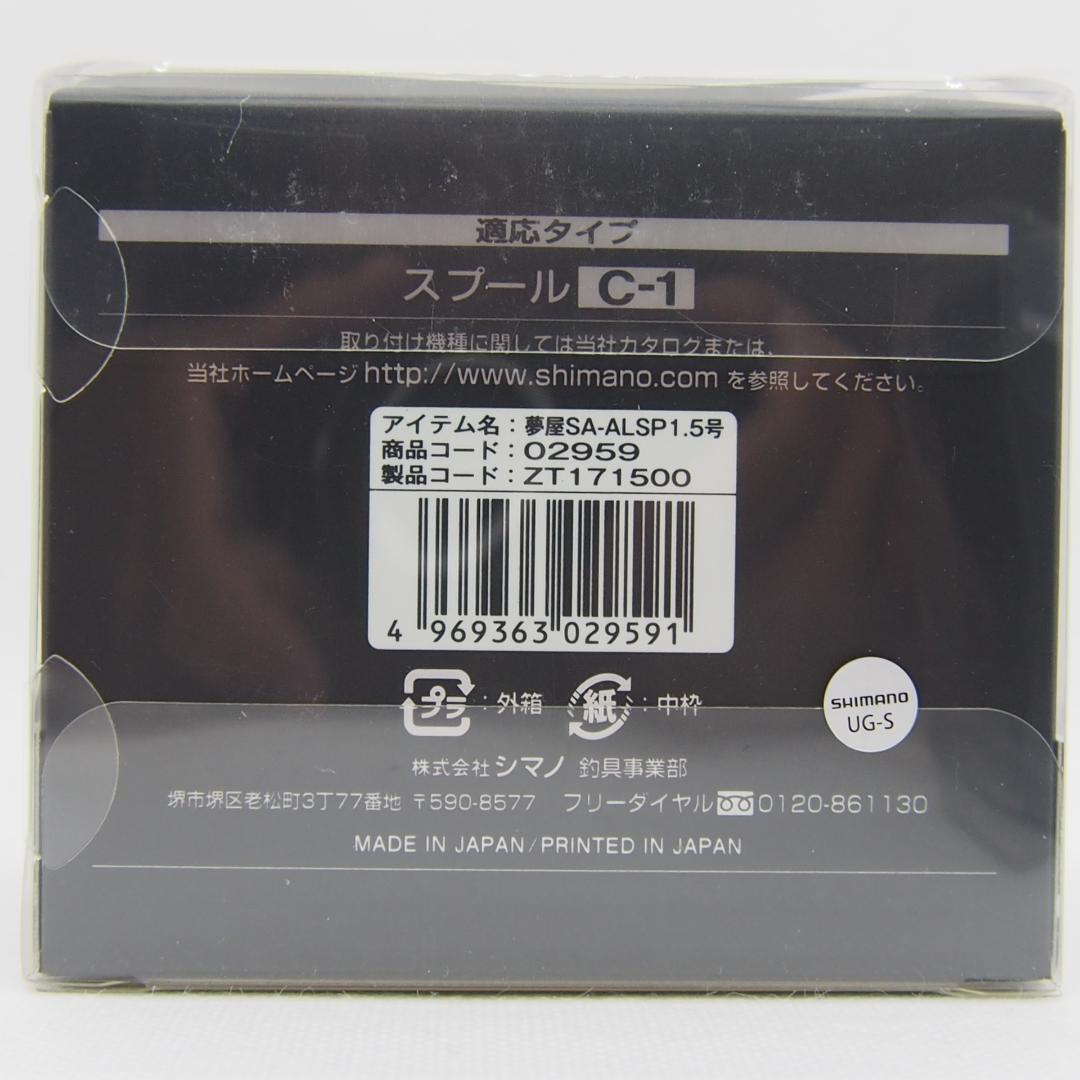 適応タイプ
スプール C-1
取り付け機種に関しては当社カタログまたは、
当社ホームページhttp://www.shimano.com を参照してください。
アイテム名：夢屋SA-ALSP1.5号
商品コード：02959
製品コード：ZT171500
4 969363 029591
プラ：外箱 紙：中枠
SHIMANO
UG-S
株式会社シマノ 釣具事業部
堺市堺区老松町3丁77番地 〒590-8577 フリーダイヤル0120-861130
MADE IN JAPAN/PRINTED IN JAPAN